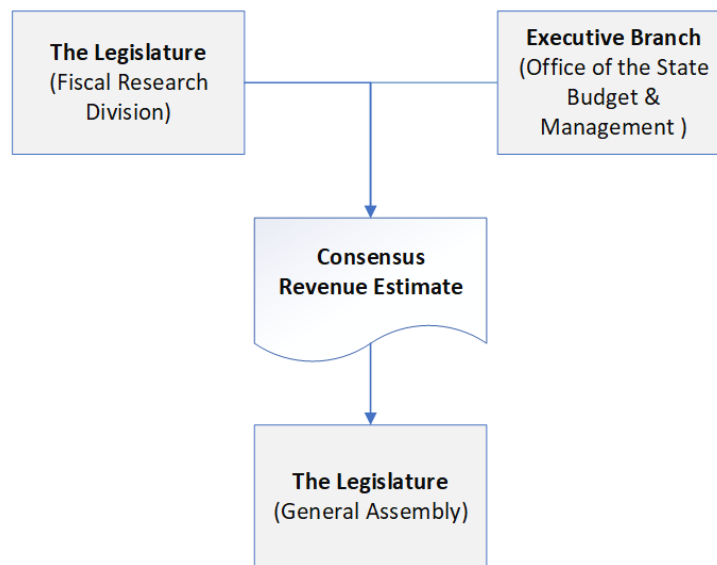 The Legislature
(Fiscal Research
Division)
Executive Branch
(Office of the State
Budget &
Management )
Consensus
Revenue Estimate
The Legislature
(General Assembly)